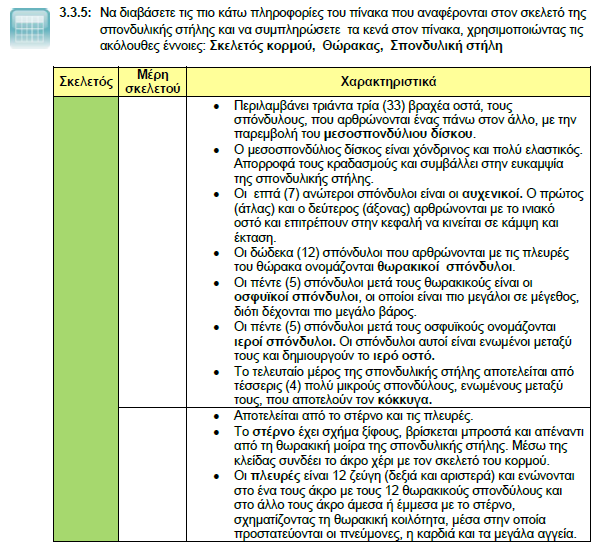 3.3.5: Να διαβάσετε τις πιο κάτω πληροφορίες του πίνακα που αναφέρονται στον σκελετό της
σπονδυλικής στήλης και να συμπληρώσετε τα κενά στον πίνακα, χρησιμοποιώντας τις
ακόλουθες έννοιες: Σκελετός κορμού, Θώρακας, Σπονδυλική στήλη
Σκελετός
Μέρη
σκελετού
Χαρακτηριστικά
• Περιλαμβάνει τριάντα τρία (33) βραχέα οστά, τους
σπόνδυλους, που αρθρώνονται ένας πάνω στον άλλο, με την
παρεμβολή του μεσοσπονδύλιου δίσκου.
• Ο μεσοσπονδύλιος δίσκος είναι χόνδρινος και πολύ ελαστικός.
Απορροφά τους κραδασμούς και συμβάλλει στην ευκαμψία
της σπονδυλικής στήλης.
• Οι επτά (7) ανώτεροι σπόνδυλοι είναι οι αυχενικοί. Ο πρώτος
(άτλας) και ο δεύτερος (άξονας) αρθρώνονται με το ινιακό
οστό και επιτρέπουν στην κεφαλή να κινείται σε κάμψη και
έκταση.
• Οι δώδεκα (12) σπόνδυλοι που αρθρώνονται με τις πλευρές
του θώρακα ονομάζονται θωρακικοί σπόνδυλοι.
• Οι πέντε (5) σπόνδυλοι μετά τους θωρακικούς είναι οι
οσφυϊκοί σπόνδυλοι, οι οποίοι είναι πιο μεγάλοι σε μέγεθος,
διότι δέχονται πιο μεγάλο βάρος.
• Οι πέντε (5) σπόνδυλοι μετά τους οσφυϊκούς ονομάζονται
ιεροί σπόνδυλοι. Οι σπόνδυλοι αυτοί είναι ενωμένοι μεταξύ
τους και δημιουργούν το ιερό οστό.
• Το τελευταίο μέρος της σπονδυλικής στήλης αποτελείται από
τέσσερις (4) πολύ μικρούς σπονδύλους, ενωμένους μεταξύ
τους, που αποτελούν τον κόκκυγα.
• Αποτελείται από το στέρνο και τις πλευρές.
• Το στέρνο έχει σχήμα ξίφους, βρίσκεται μπροστά και απέναντι
από τη θωρακική μοίρα της σπονδυλικής στήλης. Μέσω της
κλείδας συνδέει το άκρο χέρι με τον σκελετό του κορμού.
• Οι πλευρές είναι 12 ζεύγη (δεξιά και αριστερά) και ενώνονται
στο ένα τους άκρο με τους 12 θωρακικούς σπονδύλους και
στο άλλο τους άκρο άμεσα ή έμμεσα με το στέρνο,
σχηματίζοντας τη θωρακική κοιλότητα, μέσα στην οποία
προστατεύονται οι πνεύμονες, η καρδιά και τα μεγάλα αγγεία.